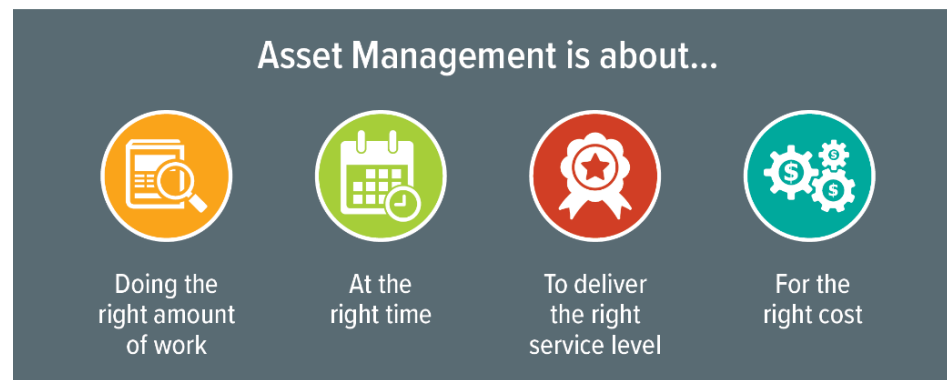 Asset Management is about...
Doing the
right amount
of work
At the
right time
To deliver
the right
service level
For the
right cost
$
$
$